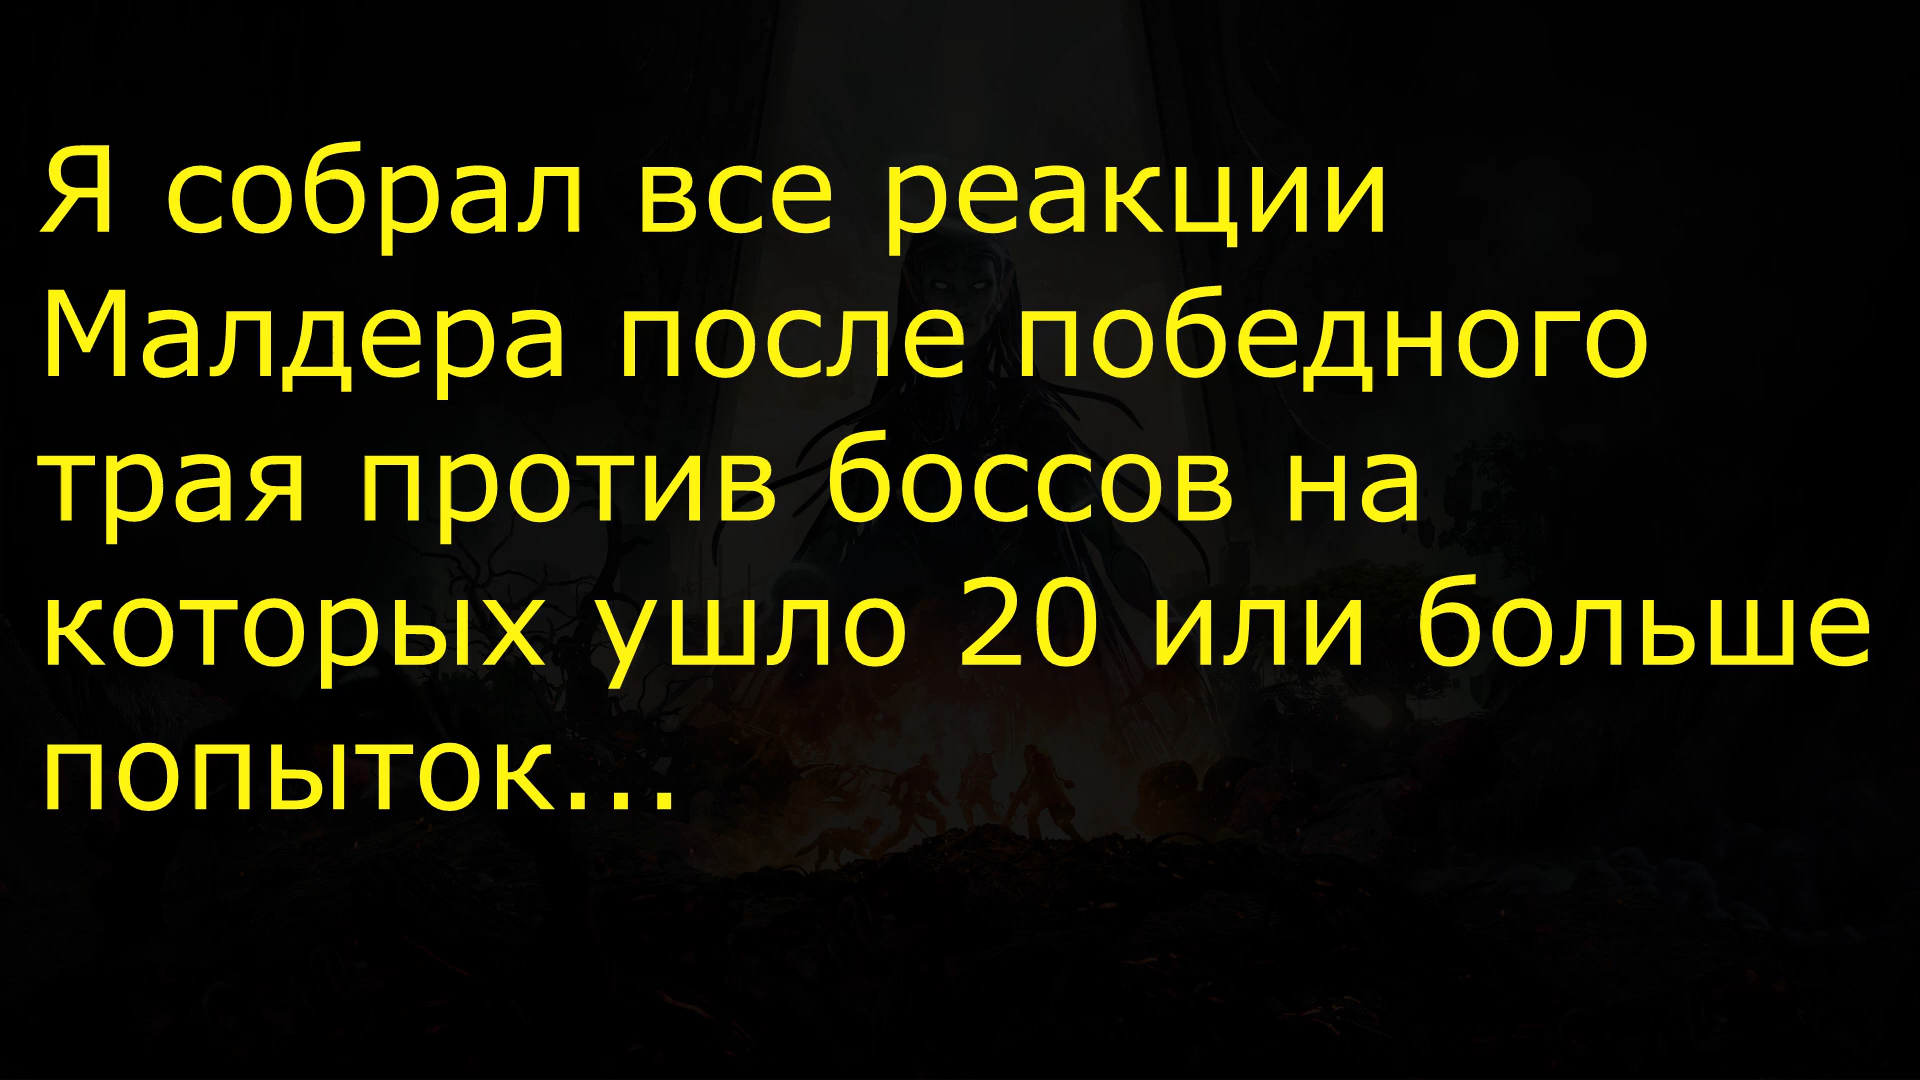 Я собрал все реакции
Малдера после победного
трая против боссов на
которых ушло 20 или больше
попыток...